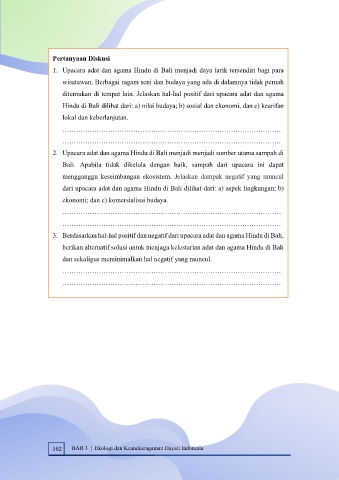 Pertanyaan Diskusi
1. Upacara adat dan agama Hindu di Bali menjadi daya tarik tersendiri bagi para
wisatawan. Berbagai ragam seni dan budaya yang ada di dalamnya tidak pernah
ditemukan di tempat lain. Jelaskan hal-hal positif dari upacara adat dan agama
Hindu di Bali dilihat dari: a) nilai budaya; b) sosial dan ekonomi, dan c) kearifan
lokal dan keberlanjutan.
………………………………………………………………………………
………………………………………………………………………………
2. Upacara adat dan agama Hindu di Bali menjadi menjadi sumber utama sampah di
Bali. Apabila tidak dikelola dengan baik, sampah dari upacara ini dapat
mengganggu keseimbangan ekosistem. Jelaskan dampak negatif yang muncul
dari upacara adat dan agama Hindu di Bali dilihat dari: a) aspek lingkungan; b)
ekonomi; dan c) komersialisai budaya.
………………………………………………………………………………
………………………………………………………………………………
3. Berdasarkan hal-hal positif dan negatif dari upacara adat dan agama Hindu di Bali,
berikan alternatif solusi untuk menjaga kelestarian adat dan agama Hindu di Bali
dan sekaligus meminimalkan hal negatif yang muncul.
………………………………………………………………………………
………………………………………………………………………………
102 BAB 3 | Ekologi dan Keanekaragaman Hayati Indonesia